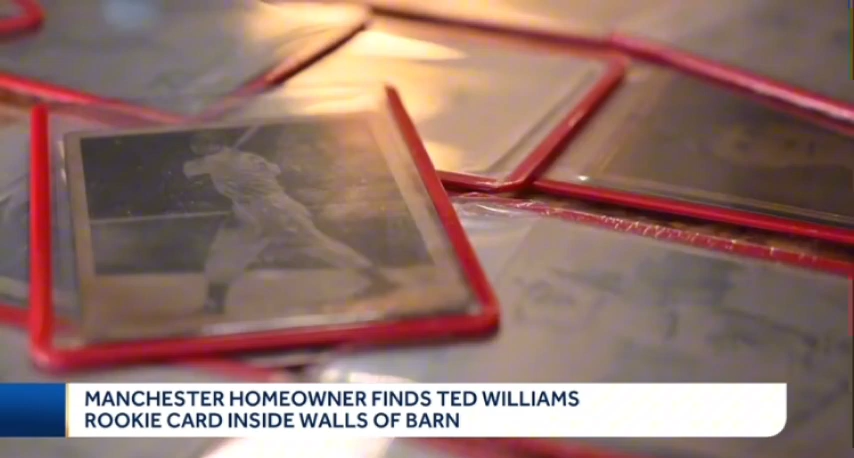 MANCHESTER HOMEOWNER FINDS TED WILLIAMS
ROOKIE CARD INSIDE WALLS OF BARN